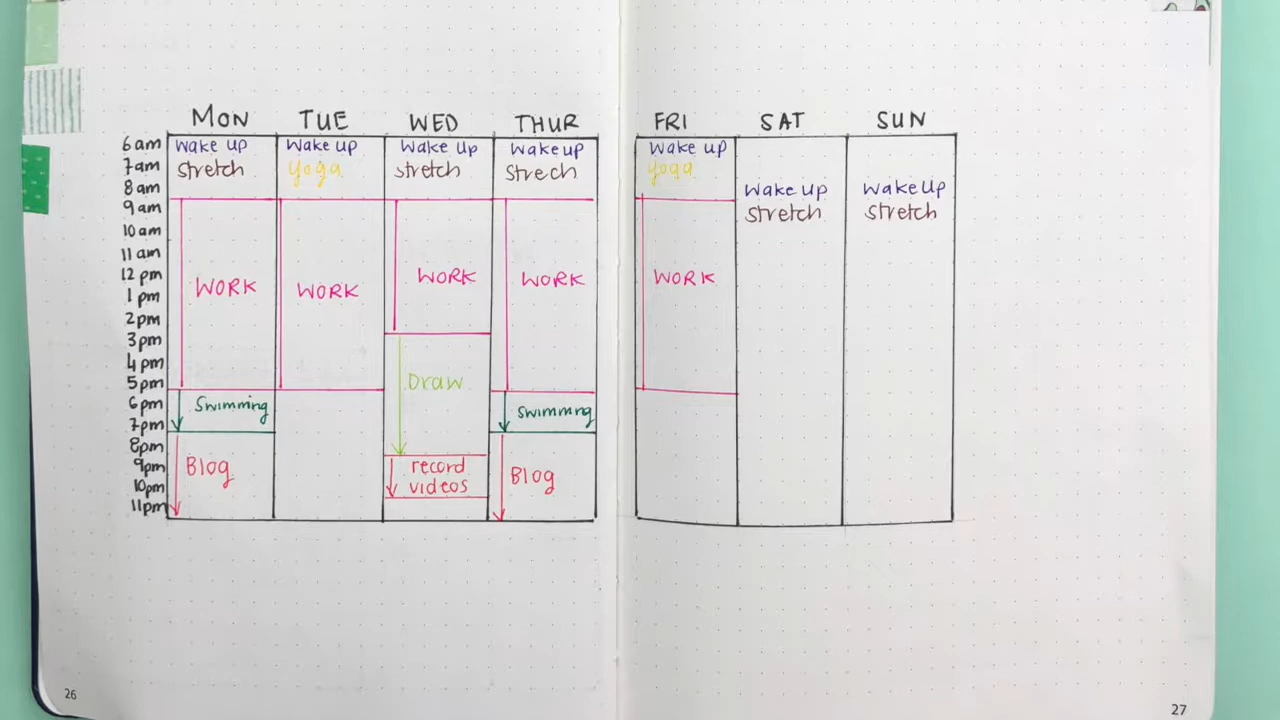 MON TUE WED THUR FRI SAT SUN
6am Wake up Wake up Wake up Wake up Wake up
7am Stretch Yoga Stretch Strech Yoga
8am Wake up Wake up
9am Stretch Stretch
10am
11am
12pm WORK WORK WORK
1pm WORK WORK
2pm
3pm
4pm
5pm Draw
6pm Swimming Swimmng
7pm
8pm
9pm Blog record Blog
10pm videos
11pm
26
27